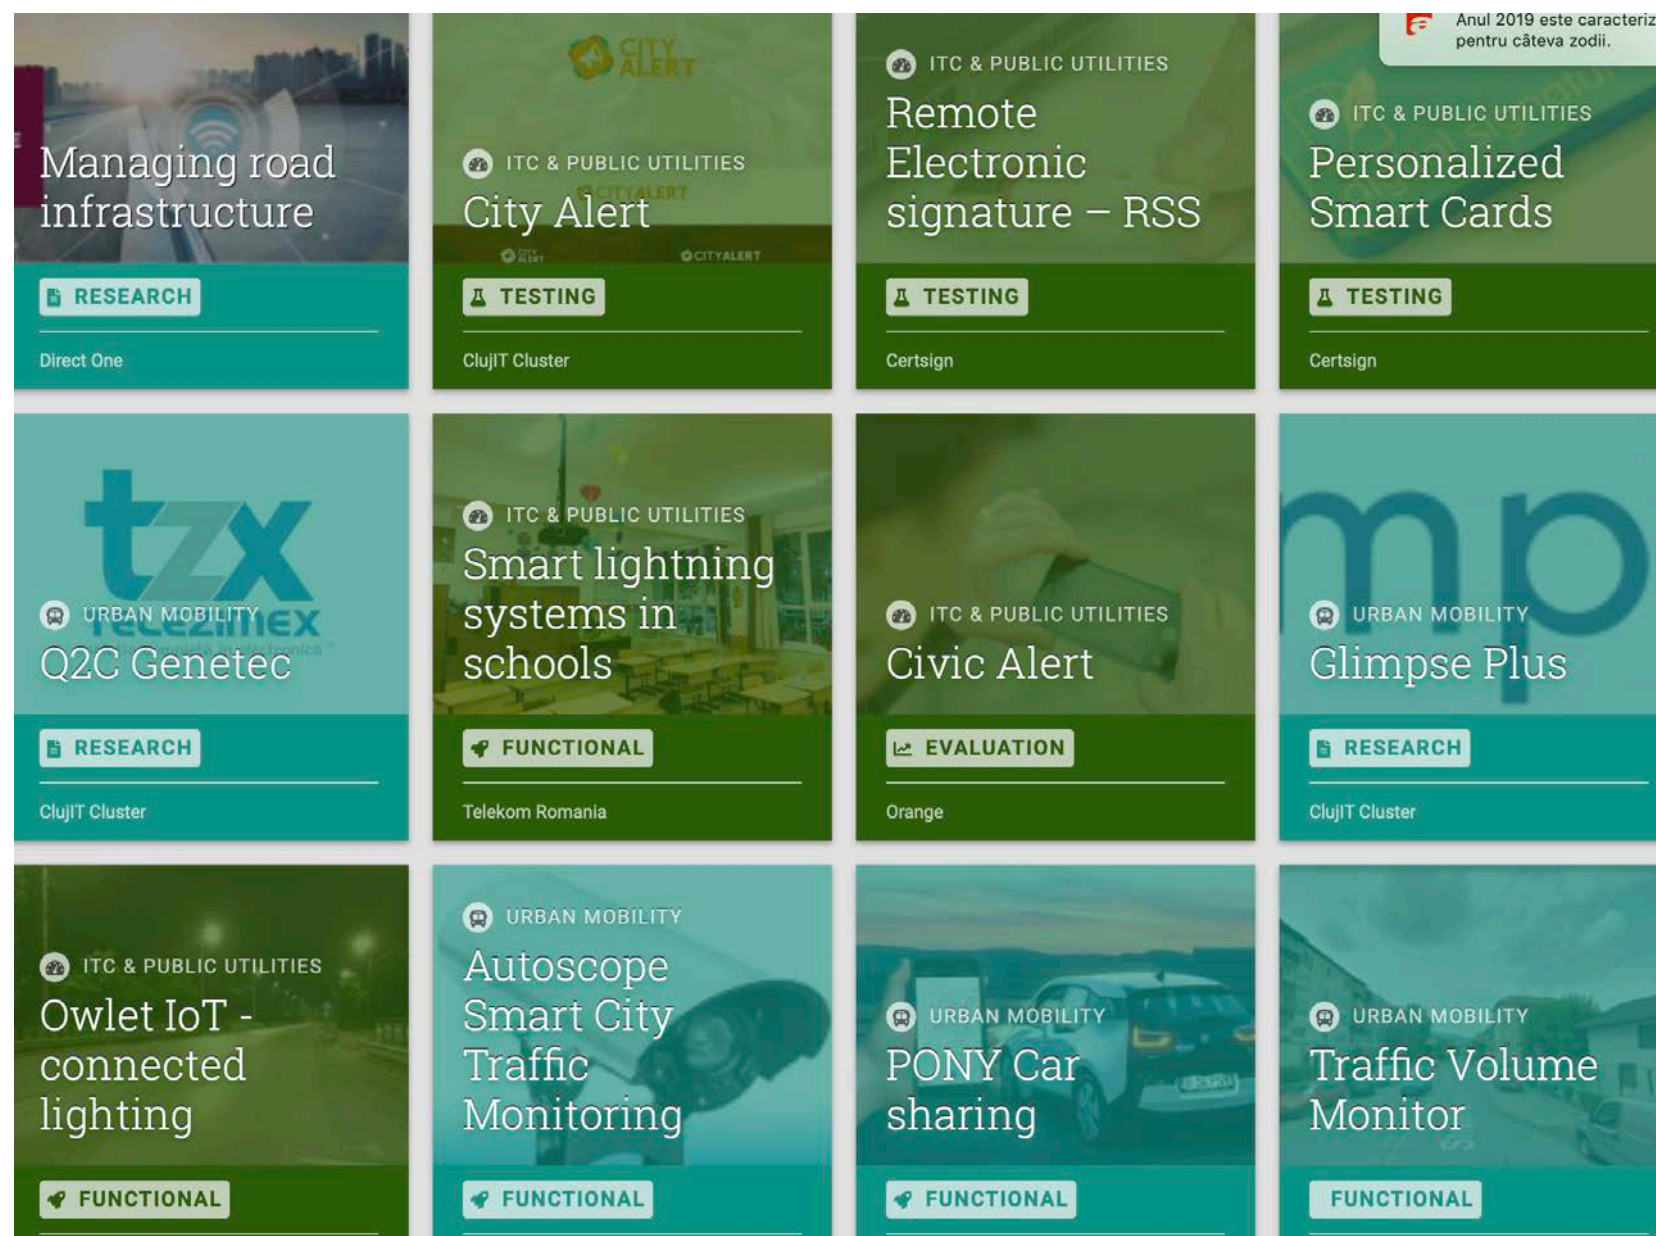 Anul 2019 este caracteriz
pentru câteva zodii.
Managing road
infrastructure
RESEARCH
Direct One
CITY
ALERT
ITC & PUBLIC UTILITIES
CITYALERT
City Alert
CITY
ALERT
CITYALERT
TESTING
ClujIT Cluster
ITC & PUBLIC UTILITIES
Remote
Electronic
signature – RSS
TESTING
Certsign
ITC & PUBLIC UTILITIES
Personalized
Smart Cards
TESTING
Certsign
tzx
URBAN MOBILITY
TELEZIMEX
Q2C Genetec
RESEARCH
ClujIT Cluster
ITC & PUBLIC UTILITIES
Smart lightning
systems in
schools
FUNCTIONAL
Telekom Romania
ITC & PUBLIC UTILITIES
Civic Alert
EVALUATION
Orange
mp
URBAN MOBILITY
Glimpse Plus
RESEARCH
ClujIT Cluster
ITC & PUBLIC UTILITIES
Owlet IoT -
connected
lighting
FUNCTIONAL
URBAN MOBILITY
Autoscope
Smart City
Traffic
Monitoring
FUNCTIONAL
URBAN MOBILITY
PONY Car
sharing
FUNCTIONAL
URBAN MOBILITY
Traffic Volume
Monitor
FUNCTIONAL